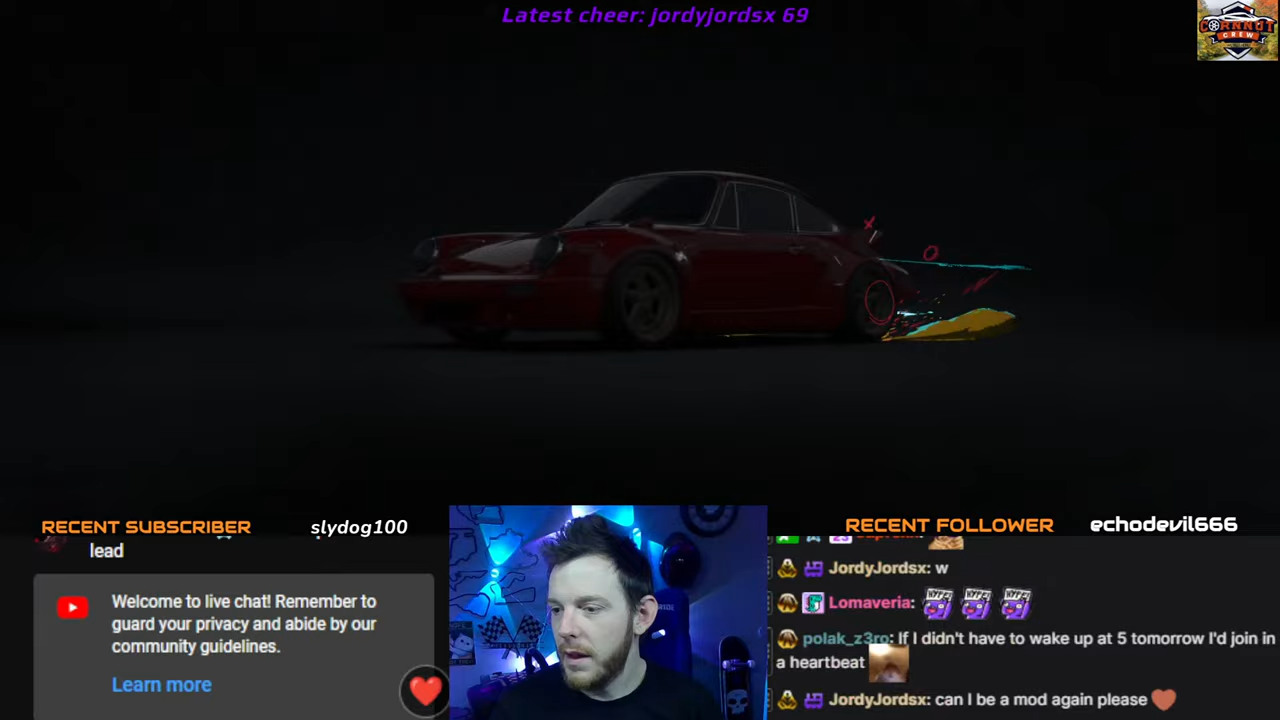 Latest cheer: jordyjordsx 69
CORNNUT
CREW
RECENT SUBSCRIBER slydog100
lead
Welcome to live chat! Remember to
guard your privacy and abide by our
community guidelines.
Learn more
RECENT FOLLOWER echodevil666
JordyJordsx: w
Lomaveria:
polak_z3ro: If I didn't have to wake up at 5 tomorrow I'd join in
a heartbeat
JordyJordsx: can I be a mod again please